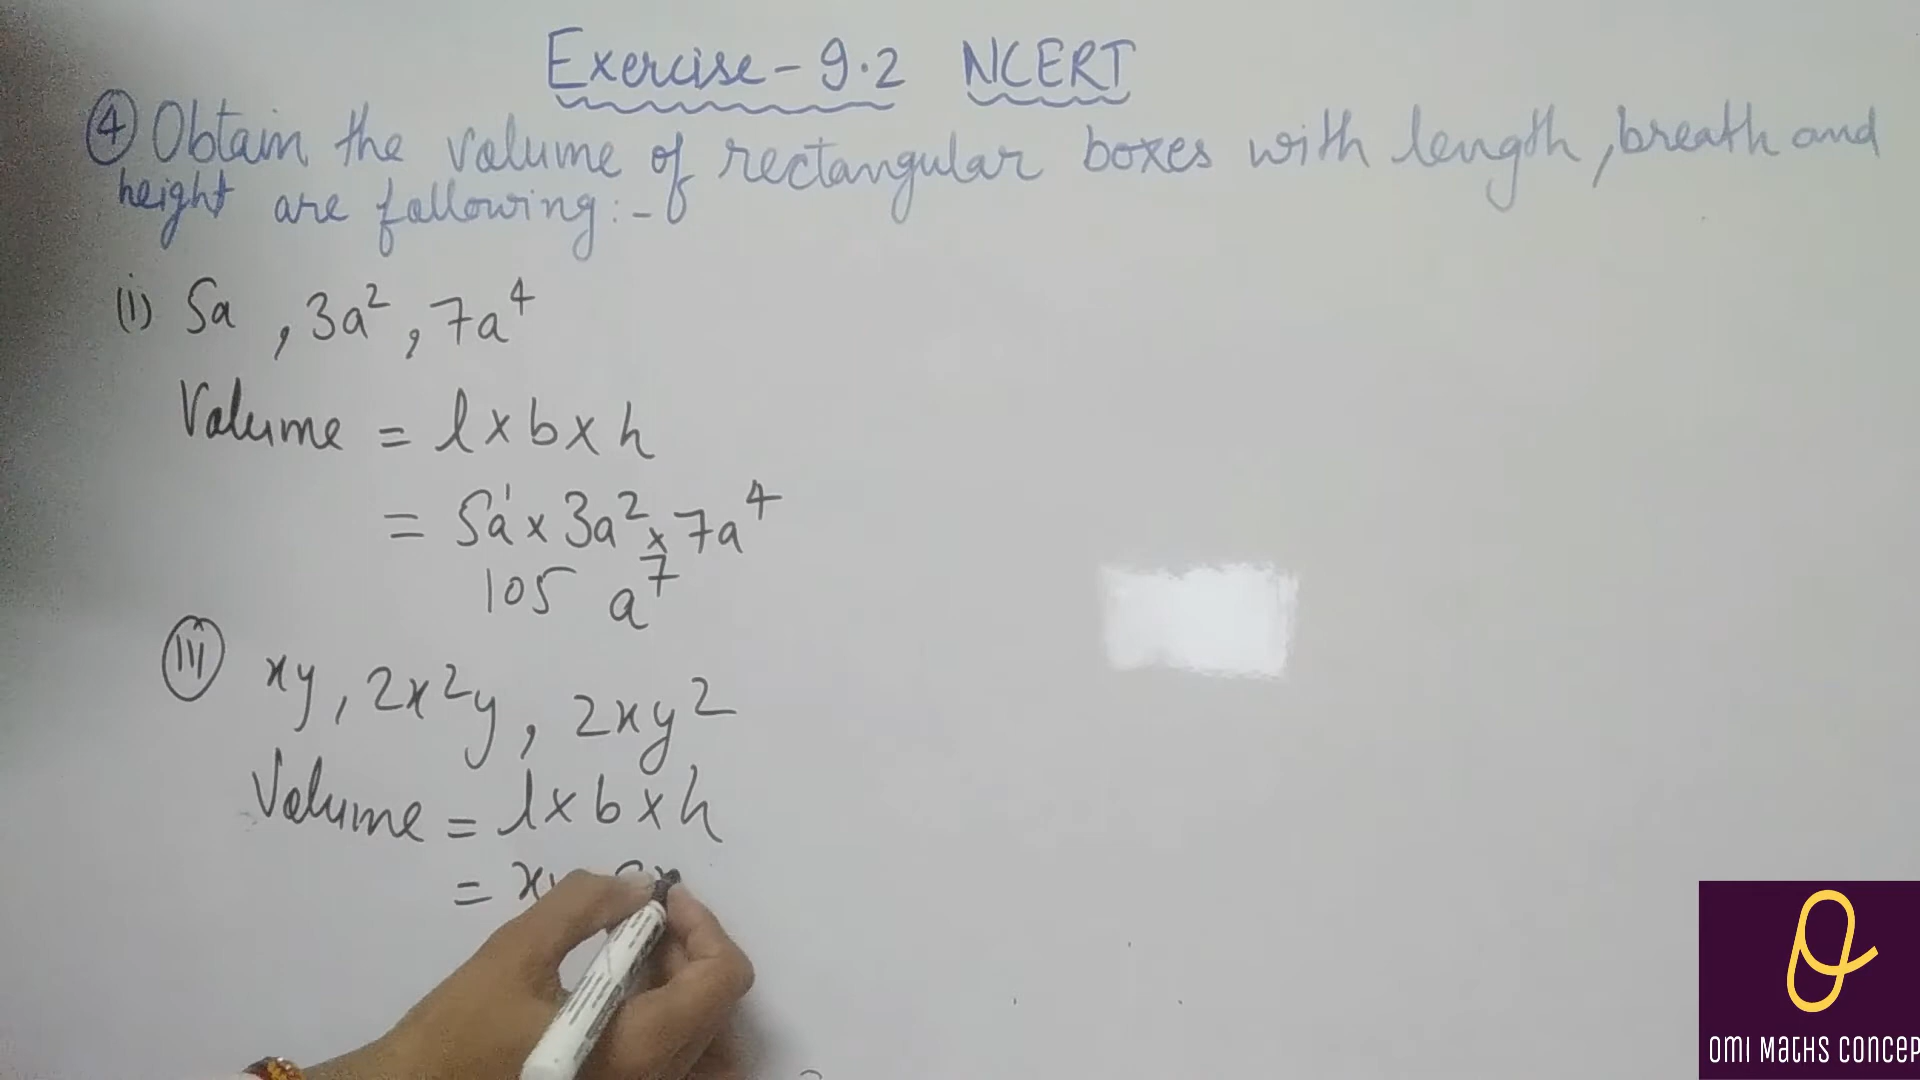 Exercise - 9.2 NCERT
④ Obtain the volume of rectangular boxes with length, breath and
height are following:-
(i) 5a, 3a², 7a⁴
Volume = l × b × h
= 5a¹ × 3a² × 7a⁴
105 a⁷
(iii) xy, 2x²y, 2xy²
Volume = l × b × h
= xy
OMI MATHS CONCEP